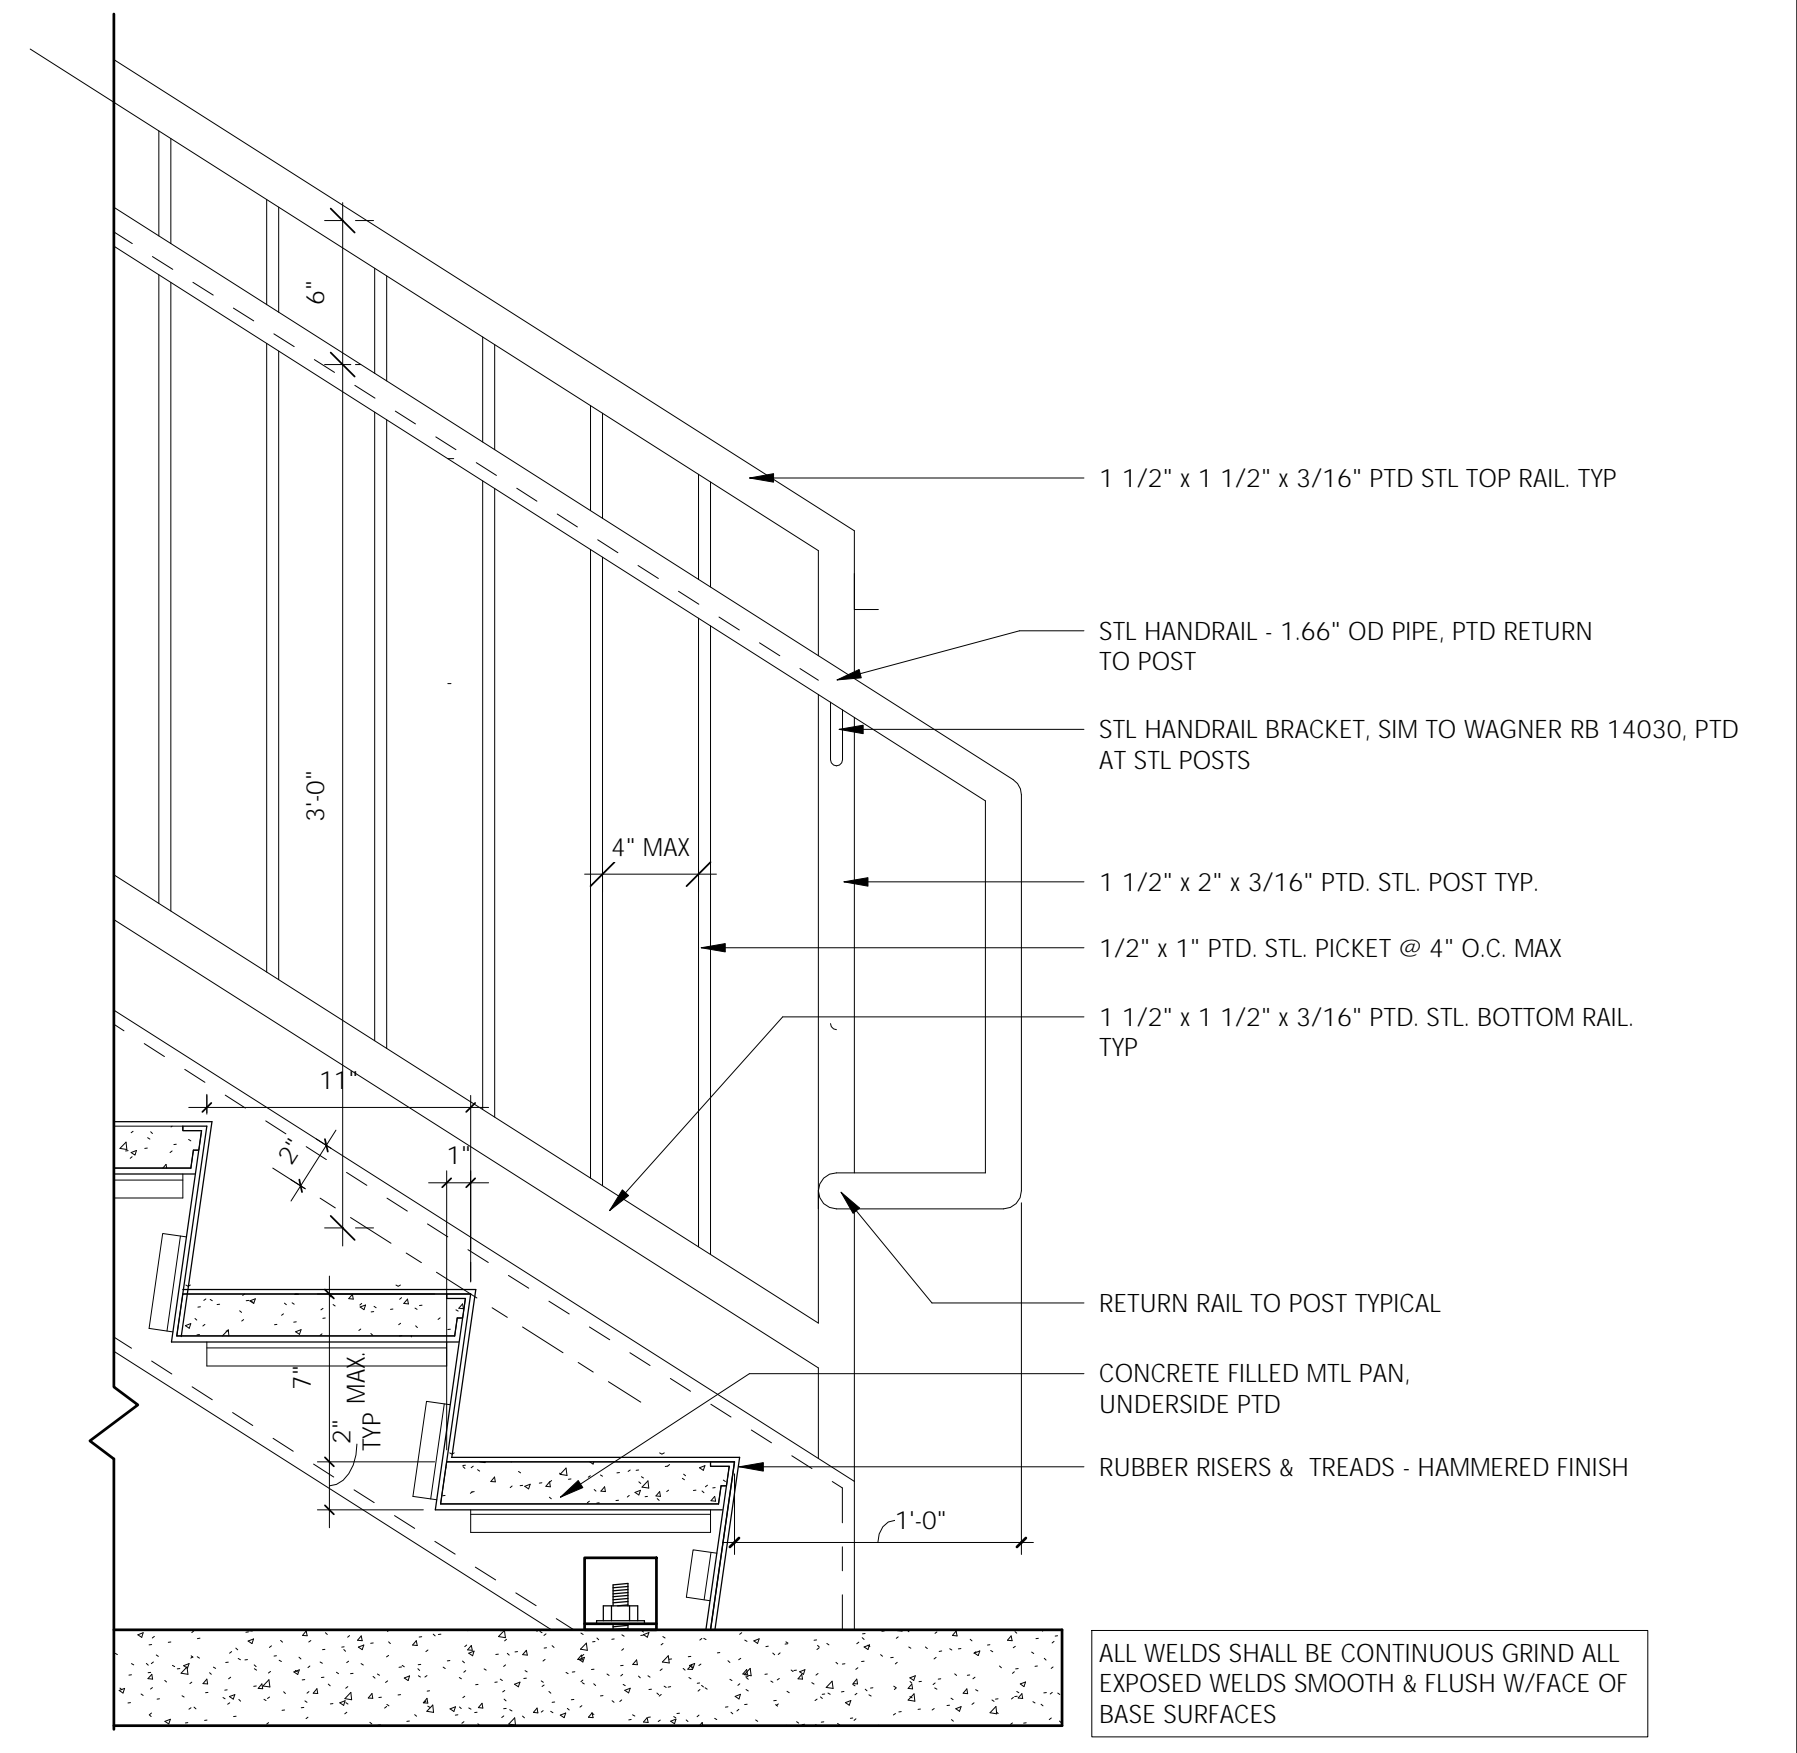 6"
1 1/2" x 1 1/2" x 3/16" PTD STL TOP RAIL. TYP
STL HANDRAIL - 1.66" OD PIPE, PTD RETURN
TO POST
STL HANDRAIL BRACKET, SIM TO WAGNER RB 14030, PTD
AT STL POSTS
3'-0"
4" MAX
1 1/2" x 2" x 3/16" PTD. STL. POST TYP.
1/2" x 1" PTD. STL. PICKET @ 4" O.C. MAX
1 1/2" x 1 1/2" x 3/16" PTD. STL. BOTTOM RAIL.
TYP
11"
2"
1"
RETURN RAIL TO POST TYPICAL
7"
MAX.
2"
TYP
CONCRETE FILLED MTL PAN,
UNDERSIDE PTD
RUBBER RISERS & TREADS - HAMMERED FINISH
1'-0"
ALL WELDS SHALL BE CONTINUOUS GRIND ALL
EXPOSED WELDS SMOOTH & FLUSH W/FACE OF
BASE SURFACES